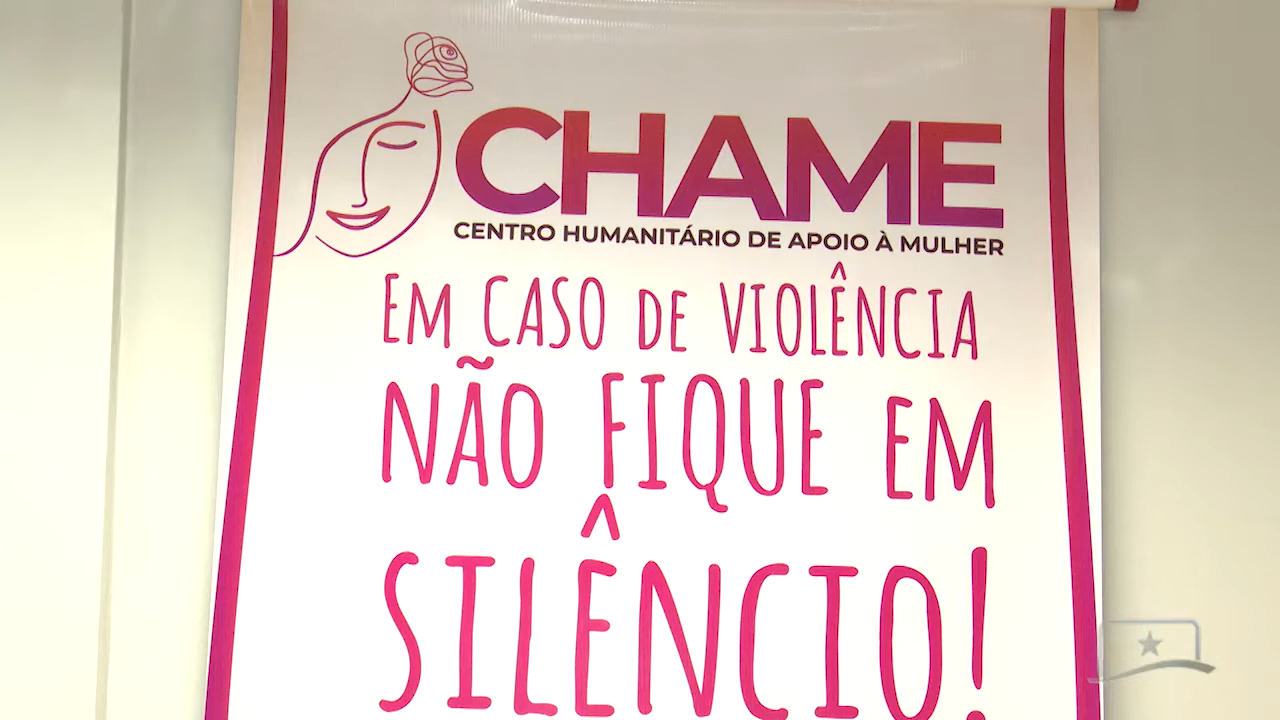 CHAME
CENTRO HUMANITÁRIO DE APOIO À MULHER
EM CASO DE VIOLÊNCIA
NÃO FIQUE EM
SILÊNCIO!